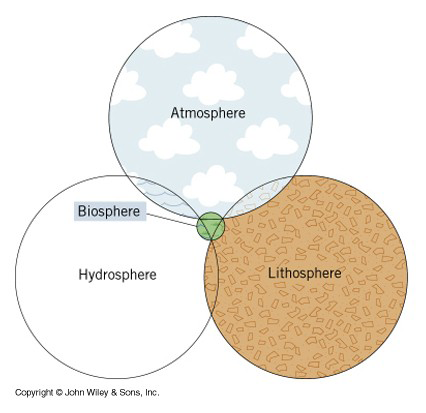 Atmosphere
Biosphere
Hydrosphere
Lithosphere
Copyright © John Wiley & Sons, Inc.